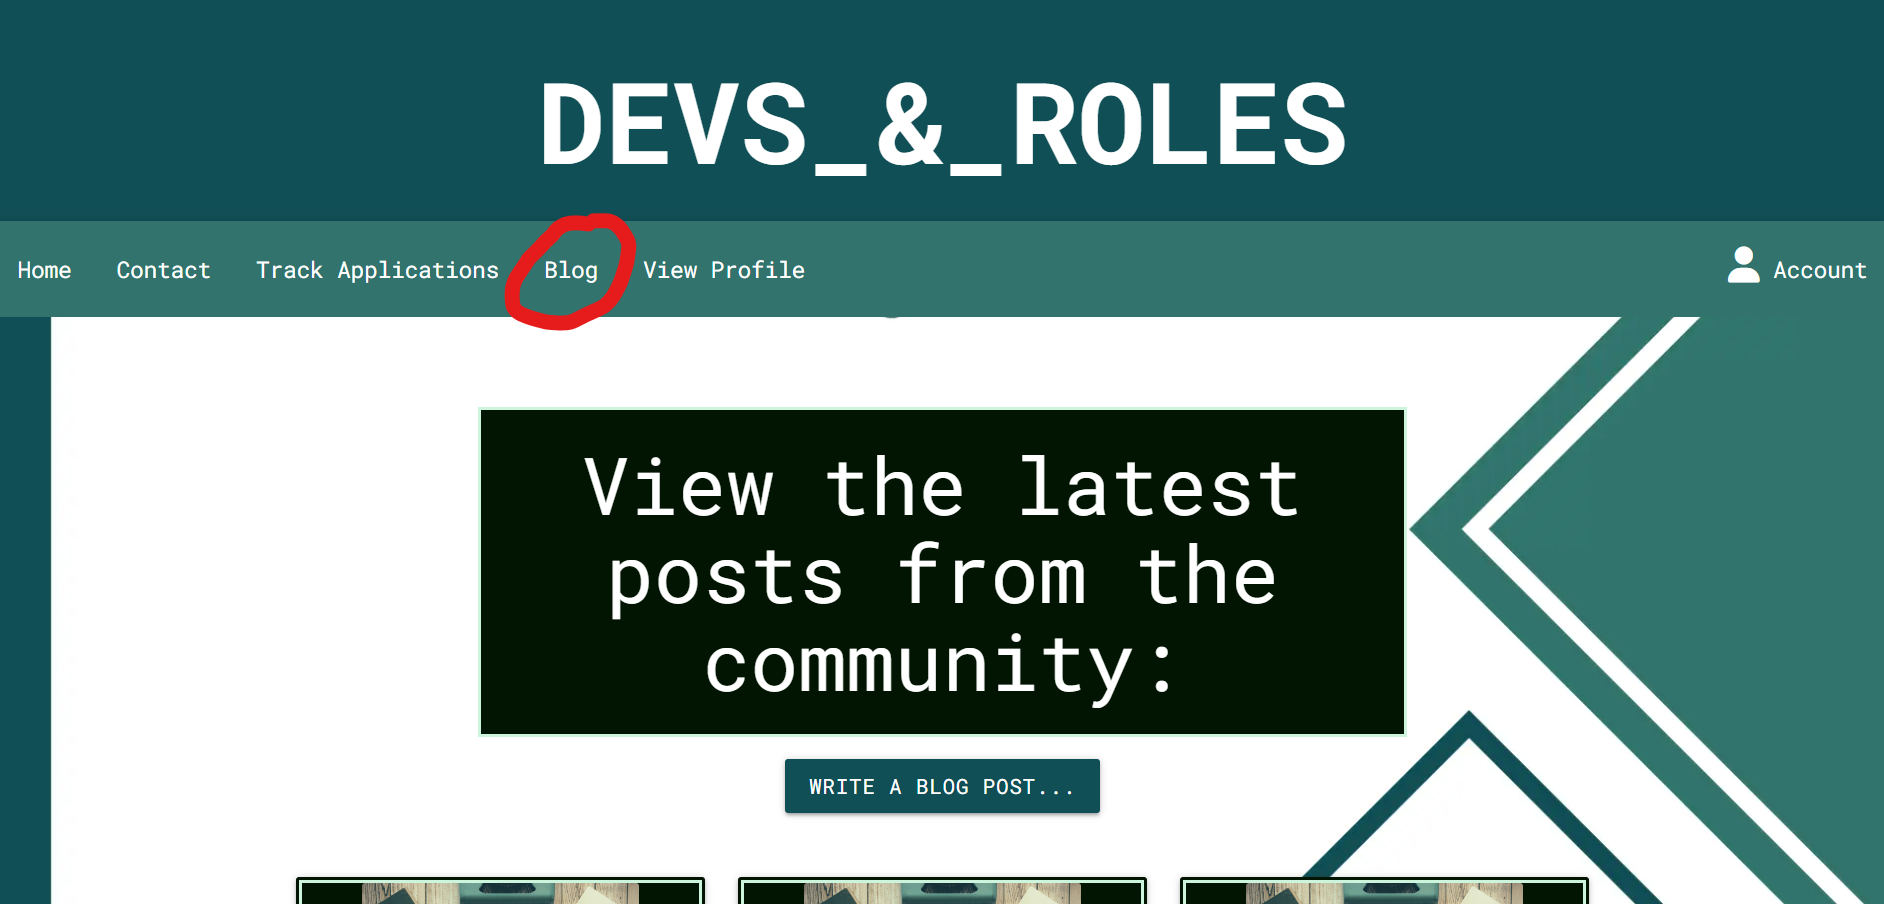 DEVS_&_ROLES
Home Contact Track Applications Blog View Profile Account
View the latest
posts from the
community:
WRITE A BLOG POST...